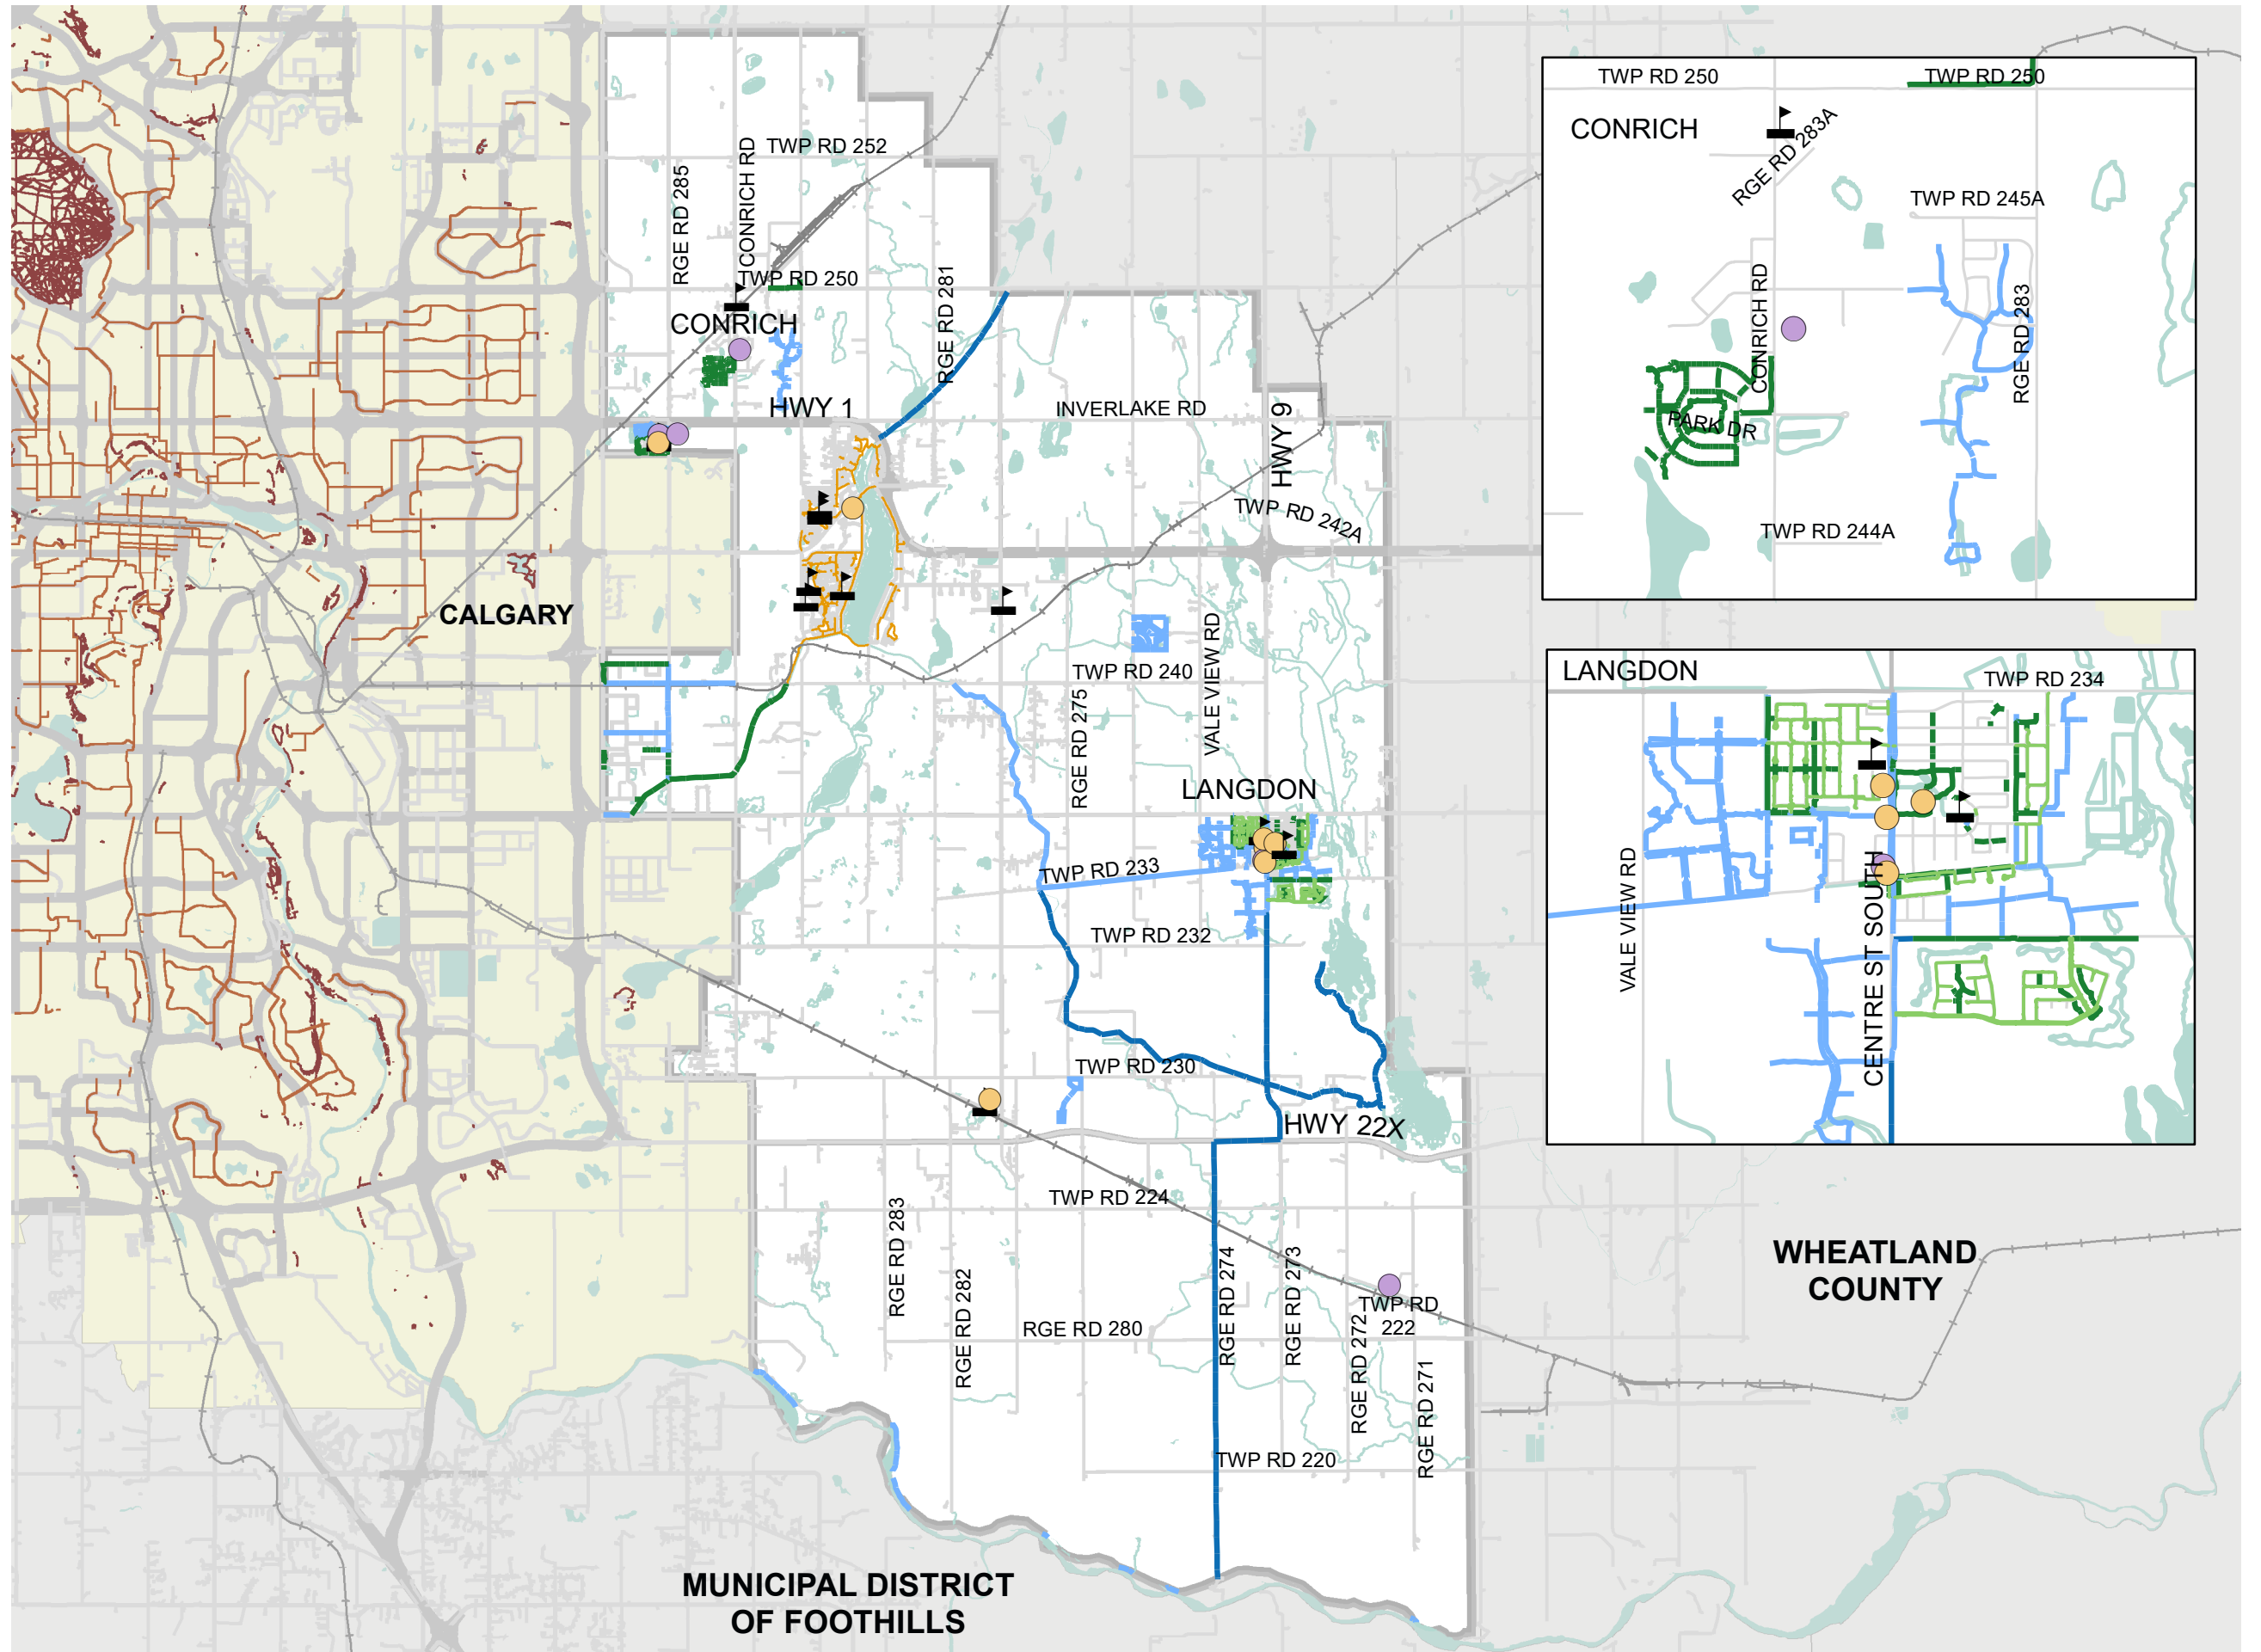 TWP RD 252
RGE RD 285
CONRICH RD
TWP RD 250
CONRICH
RGE RD 281
HWY 1
INVERLAKE RD
HWY 9
TWP RD 242A
CALGARY
VALE VIEW RD
TWP RD 240
RGE RD 275
LANGDON
TWP RD 233
TWP RD 232
TWP RD 230
HWY 22X
TWP RD 224
RGE RD 283
RGE RD 282
RGE RD 280
RGE RD 274
RGE RD 273
TWP RD
222
RGE RD 272
RGE RD 271
TWP RD 220
WHEATLAND
COUNTY
MUNICIPAL DISTRICT
OF FOOTHILLS
TWP RD 250
TWP RD 250
CONRICH
RGE RD 283A
TWP RD 245A
CONRICH RD
RGE RD 283
PARK DR
TWP RD 244A
LANGDON
TWP RD 234
VALE VIEW RD
CENTRE ST SOUTH